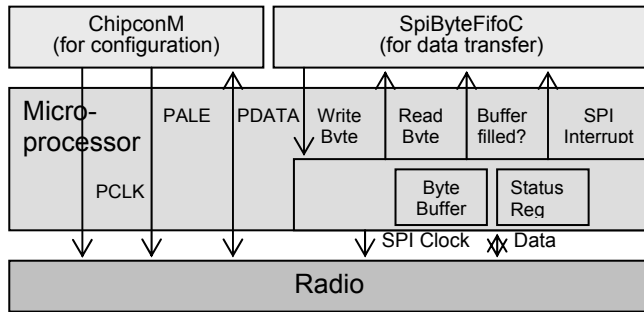 ChipconM
(for configuration)
SpiByteFifoC
(for data transfer)
Micro-
processor
PCLK
PALE
PDATA
Write
Byte
Read
Byte
Buffer
filled?
SPI
Interrupt
Byte
Buffer
Status
Reg
SPI Clock
Data
Radio